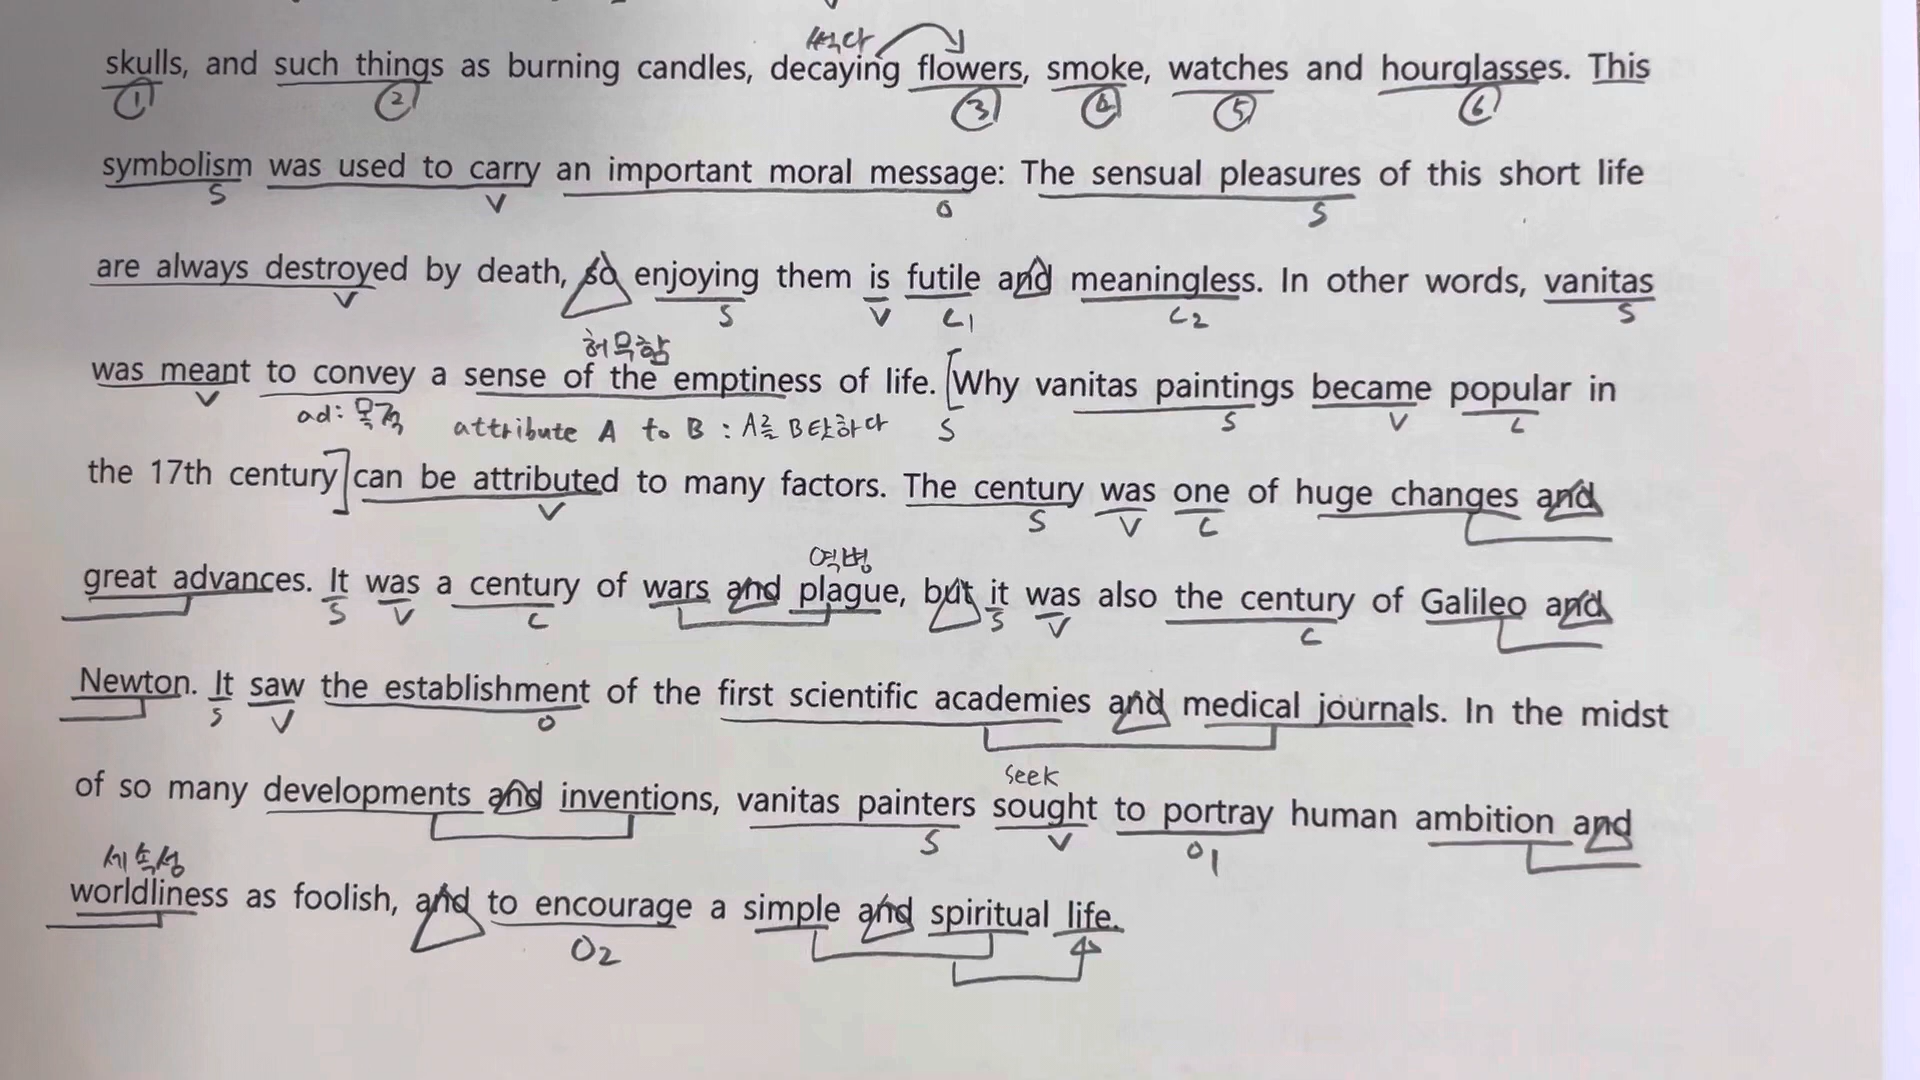 썩다
skulls, and such things as burning candles, decaying flowers, smoke, watches and hourglasses. This
① ② ③ ④ ⑤ ⑥
symbolism was used to carry an important moral message: The sensual pleasures of this short life
S V O S
are always destroyed by death, so enjoying them is futile and meaningless. In other words, vanitas
V S V C1 C2 S
허무함
was meant to convey a sense of the emptiness of life. [Why vanitas paintings became popular in
V ad: 목적 attribute A to B : A를 B탓하다 S S V C
the 17th century] can be attributed to many factors. The century was one of huge changes and
V S V C
역병
great advances. It was a century of wars and plague, but it was also the century of Galileo and
S V C S V C
Newton. It saw the establishment of the first scientific academies and medical journals. In the midst
S V O
seek
of so many developments and inventions, vanitas painters sought to portray human ambition and
S V O1
세속성
worldliness as foolish, and to encourage a simple and spiritual life.
O2